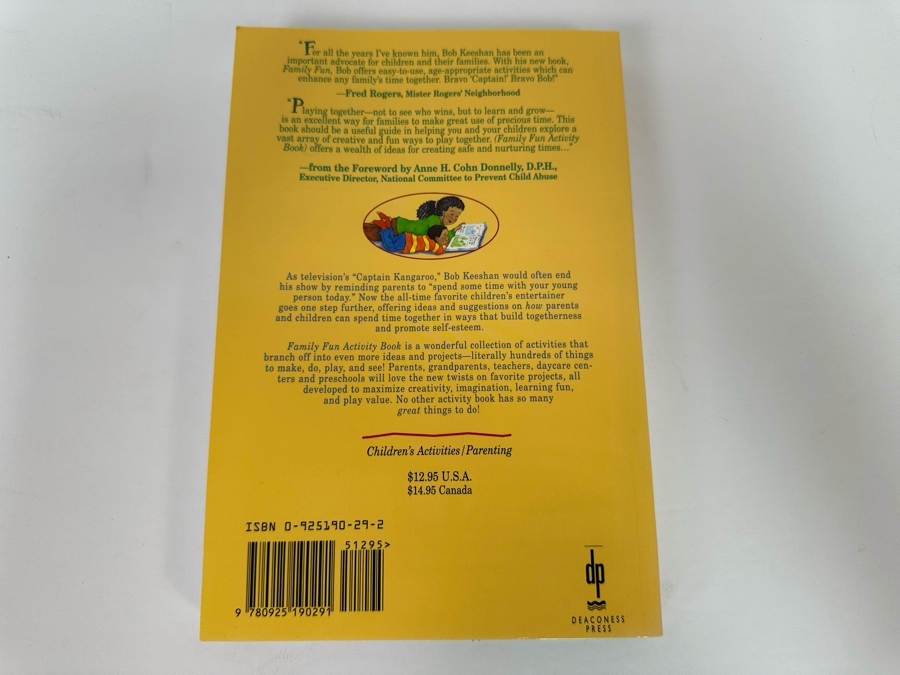 "For all the years I've known him, Bob Keeshan has been an
important advocate for children and their families. With his new book,
Family Fun, Bob offers easy-to-use, age-appropriate activities which can
enhance any family's time together. Bravo 'Captain!' Bravo Bob!"
—Fred Rogers, Mister Rogers' Neighborhood
"Playing together—not to see who wins, but to learn and grow—
is an excellent way for families to make great use of precious time. This
book should be a useful guide in helping you and your children explore a
vast array of creative and fun ways to play together. (Family Fun Activity
Book) offers a wealth of ideas for creating safe and nurturing times..."
—from the Foreword by Anne H. Cohn Donnelly, D.P.H.,
Executive Director, National Committee to Prevent Child Abuse
As television's "Captain Kangaroo," Bob Keeshan would often end
his show by reminding parents to "spend some time with your young
person today." Now the all-time favorite children's entertainer
goes one step further, offering ideas and suggestions on how parents
and children can spend time together in ways that build togetherness
and promote self-esteem.
Family Fun Activity Book is a wonderful collection of activities that
branch off into even more ideas and projects—literally hundreds of things
to make, do, play, and see! Parents, grandparents, teachers, daycare cen-
ters and preschools will love the new twists on favorite projects, all
developed to maximize creativity, imagination, learning fun,
and play value. No other activity book has so many
great things to do!
Children's Activities/Parenting
$12.95 U.S.A.
$14.95 Canada
ISBN 0-925190-29-2
51295>
9 780925 190291
dp
DEACONESS
PRESS